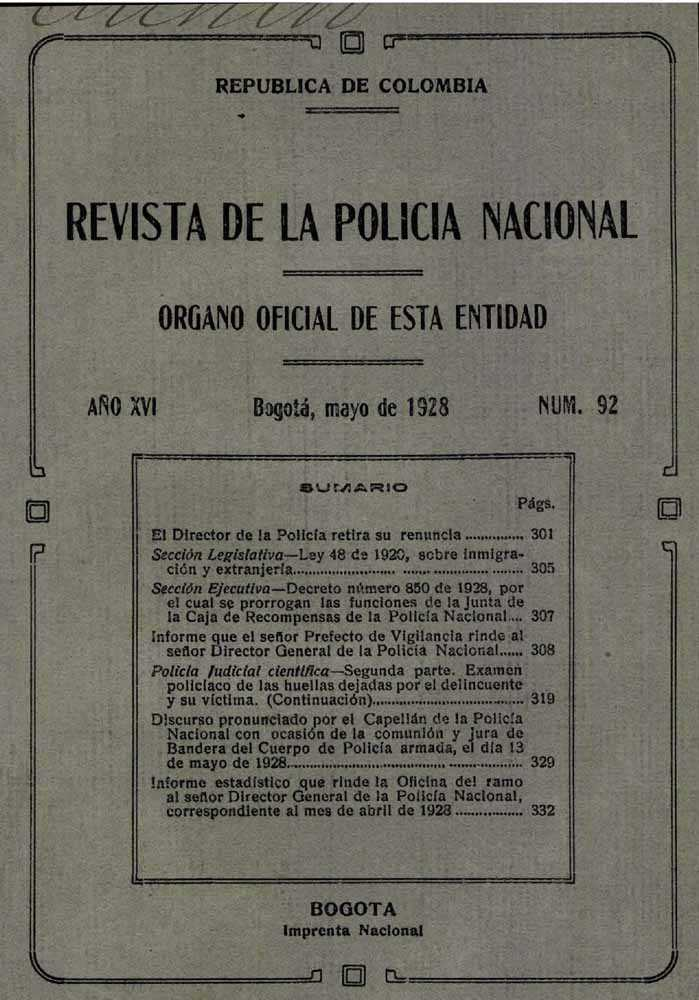 Archivo
REPUBLICA DE COLOMBIA
REVISTA DE LA POLICIA NACIONAL
ORGANO OFICIAL DE ESTA ENTIDAD
AÑO XVI Bogotá, mayo de 1928 NUM. 92
SUMARIO
Págs.
El Director de la Policía retira su renuncia ............... 301
Sección Legislativa—Ley 48 de 1920, sobre inmigra-
ción y extranjería.......................... ............................... 305
Sección Ejecutiva—Decreto número 850 de 1928, por
el cual se prorrogan las funciones de la Junta de
la Caja de Recompensas de la Policía Nacional.... 307
Informe que el señor Prefecto de Vigilancia rinde al
señor Director General de la Policía Nacional...... 308
Policía Judicial científica—Segunda parte. Examen
policíaco de las huellas dejadas por el delincuente
y su víctima. (Continuación)...................................... 319
Discurso pronunciado por el Capellán de la Policía
Nacional con ocasión de la comunión y jura de
Bandera del Cuerpo de Policía armada, el día 13
de mayo de 1928............................................................ 329
Informe estadístico que rinde la Oficina del ramo
al señor Director General de la Policía Nacional,
correspondiente al mes de abril de 1928 ................. 332
BOGOTA
Imprenta Nacional